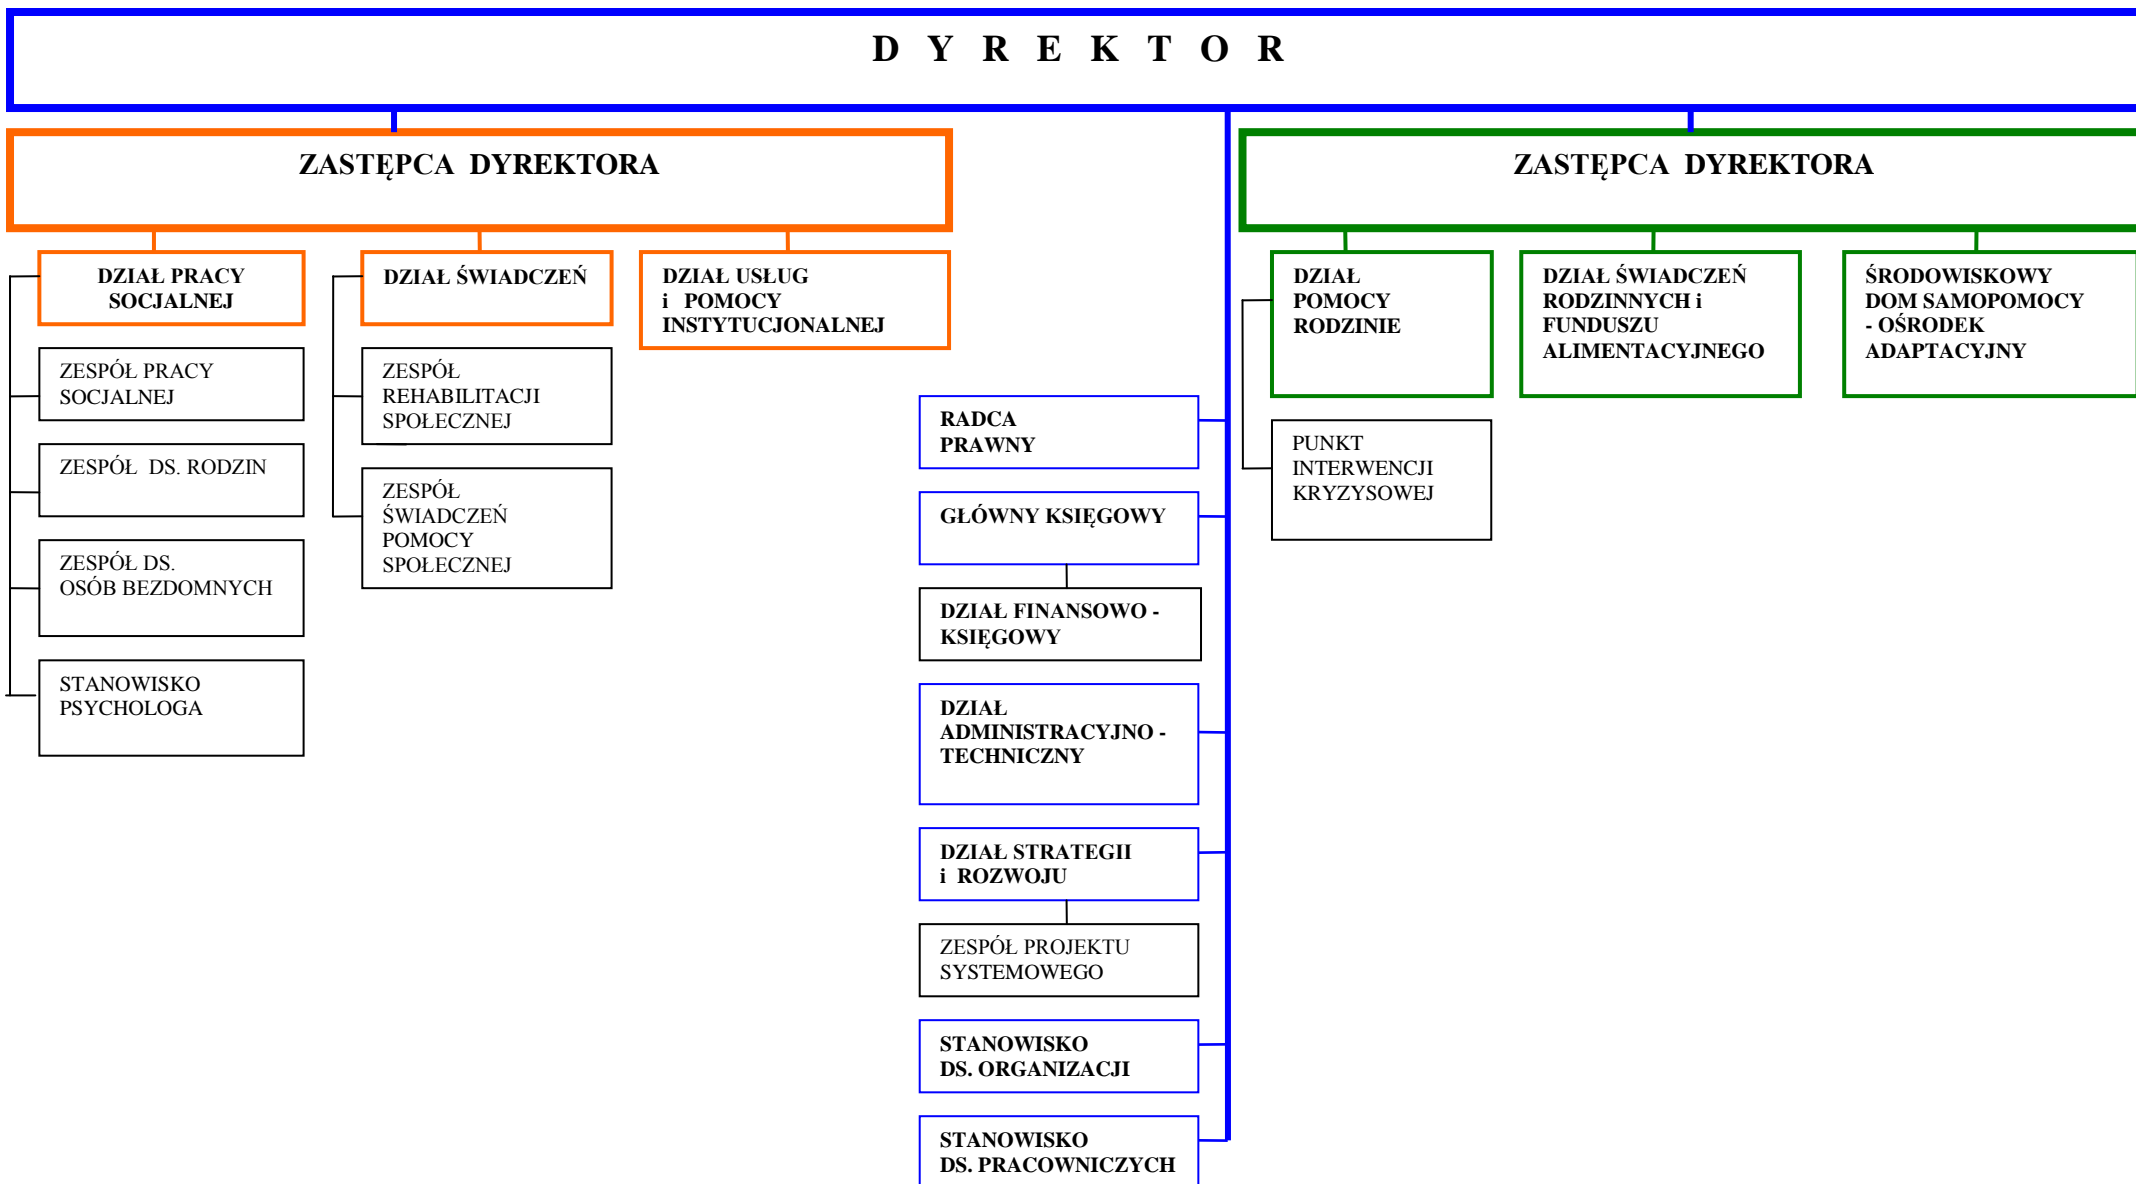 D Y R E K T O R
ZASTĘPCA DYREKTORA
ZASTĘPCA DYREKTORA
DZIAŁ PRACY
SOCJALNEJ
ZESPÓŁ PRACY
SOCJALNEJ
ZESPÓŁ DS. RODZIN
ZESPÓŁ DS.
OSÓB BEZDOMNYCH
STANOWISKO
PSYCHOLOGA
DZIAŁ ŚWIADCZEŃ
ZESPÓŁ
REHABILITACJI
SPOŁECZNEJ
ZESPÓŁ
ŚWIADCZEŃ
POMOCY
SPOŁECZNEJ
DZIAŁ USŁUG
i POMOCY
INSTYTUCJONALNEJ
RADCA
PRAWNY
GŁÓWNY KSIĘGOWY
DZIAŁ FINANSOWO -
KSIĘGOWY
DZIAŁ
ADMINISTRACYJNO -
TECHNICZNY
DZIAŁ STRATEGII
i ROZWOJU
ZESPÓŁ PROJEKTU
SYSTEMOWEGO
STANOWISKO
DS. ORGANIZACJI
STANOWISKO
DS. PRACOWNICZYCH
DZIAŁ
POMOCY
RODZINIE
PUNKT
INTERWENCJI
KRYZYSOWEJ
DZIAŁ ŚWIADCZEŃ
RODZINNYCH i
FUNDUSZU
ALIMENTACYJNEGO
ŚRODOWISKOWY
DOM SAMOPOMOCY
- OŚRODEK
ADAPTACYJNY